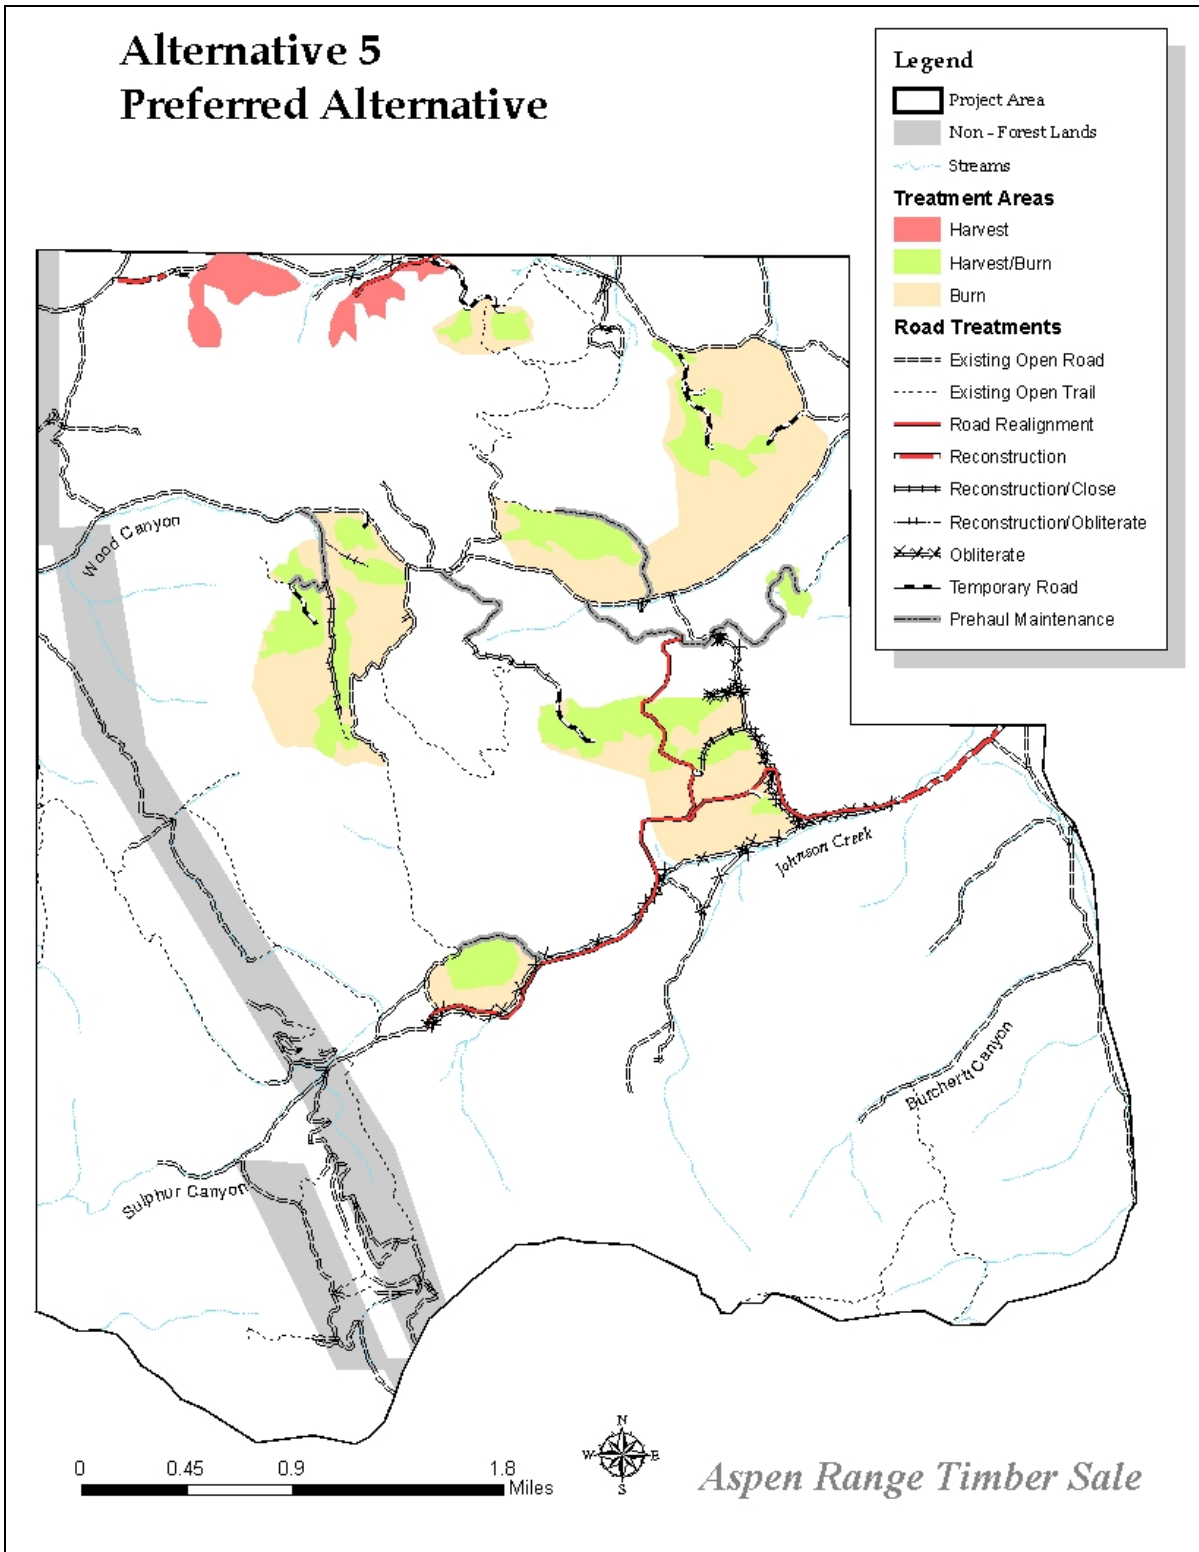 Alternative 5
Preferred Alternative
Legend
Project Area
Non - Forest Lands
Streams
Treatment Areas
Harvest
Harvest/Burn
Burn
Road Treatments
Existing Open Road
Existing Open Trail
Road Realignment
Reconstruction
Reconstruction/Close
Reconstruction/Obliterate
Obliterate
Temporary Road
Prehaul Maintenance
Wood Canyon
Johnson Creek
Burchertt Canyon
Sulphur Canyon
0 0.45 0.9 1.8
Miles
N
W E
S
Aspen Range Timber Sale